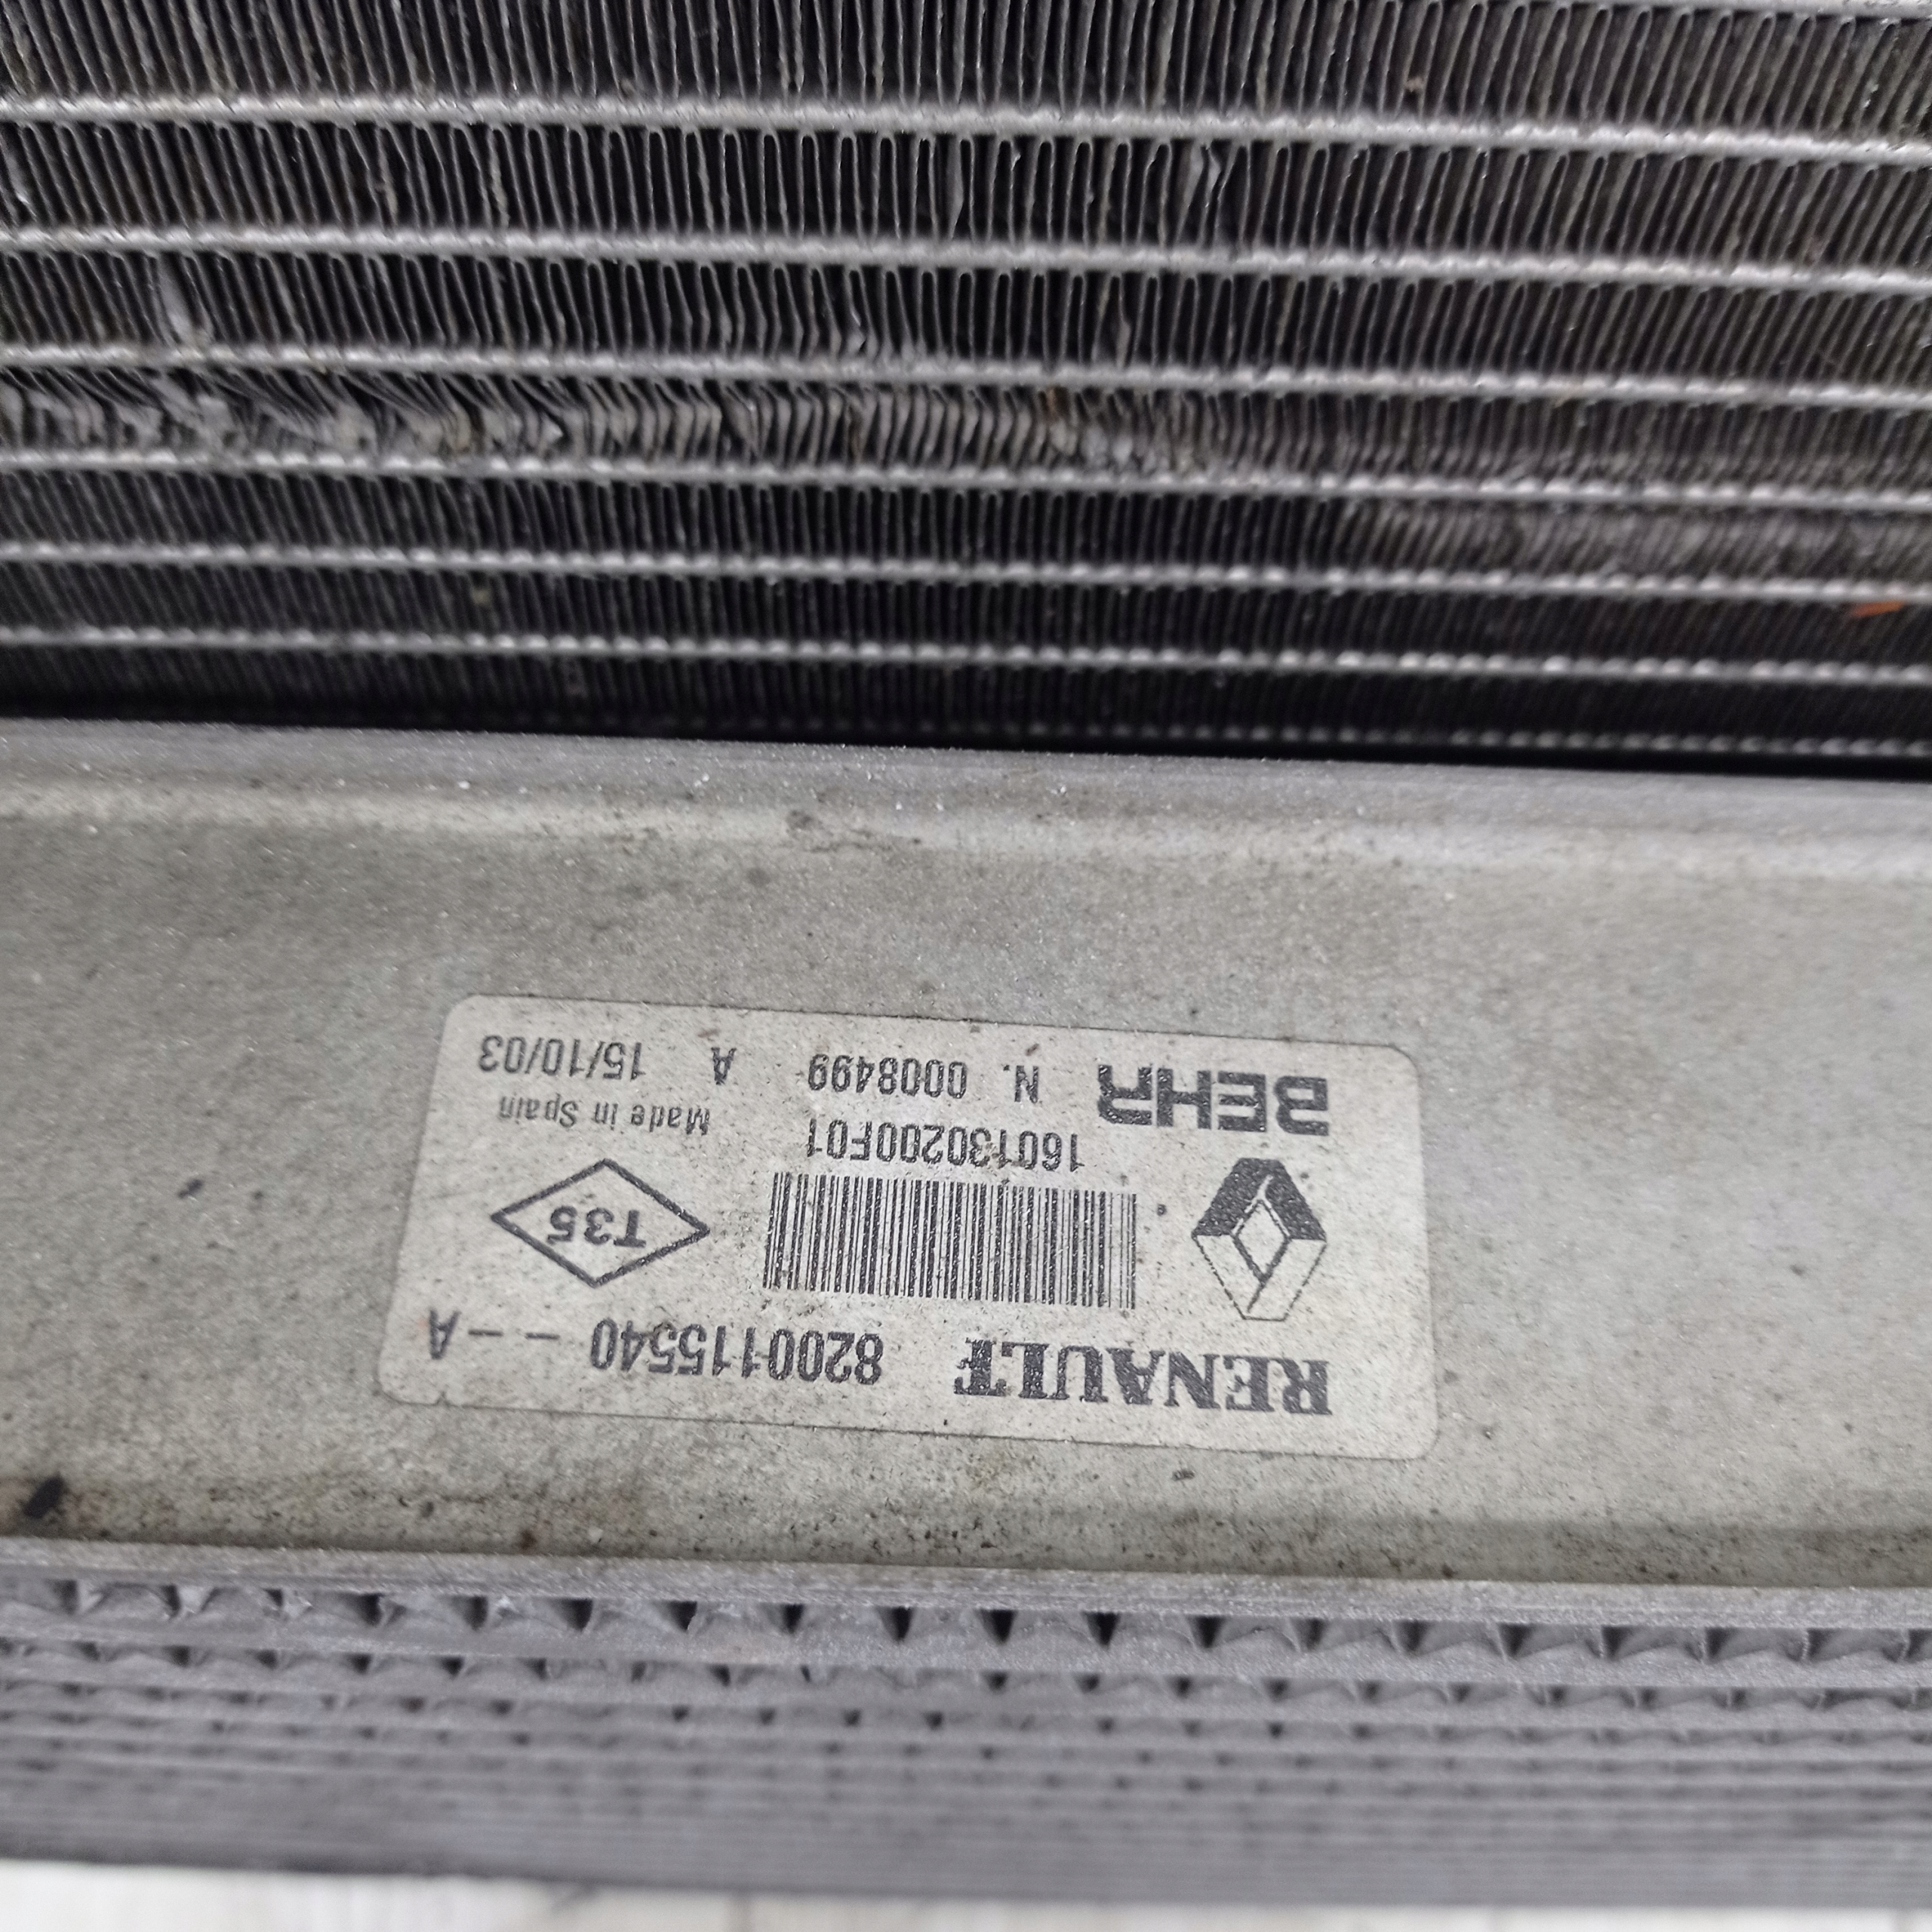 RENAULT 8200115540 - - A
T35
160130200F01
Made in Spain
BEHR N. 0008499 A 15/10/03